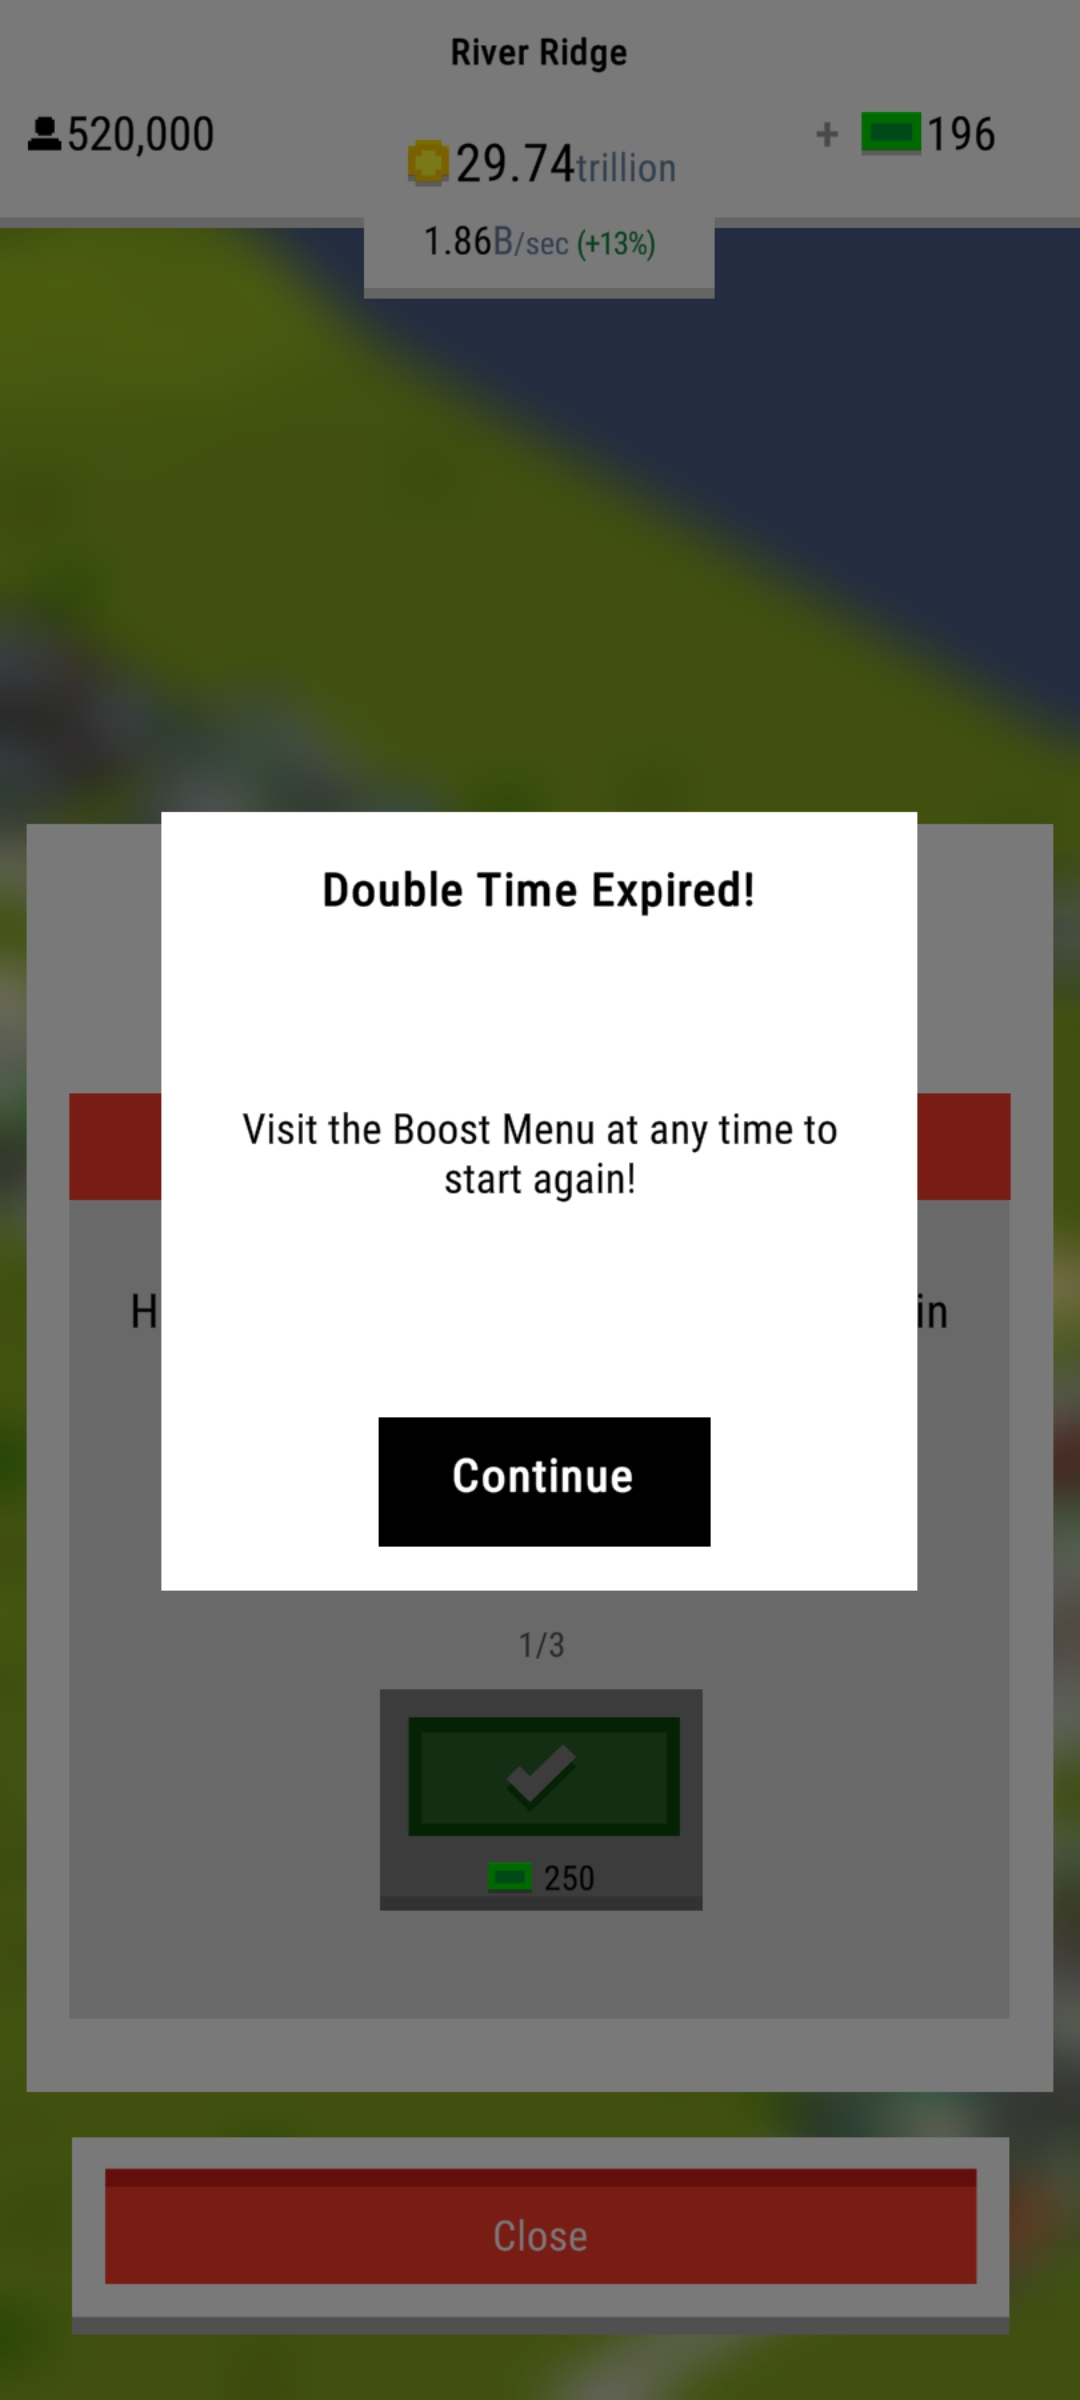 River Ridge
520,000
29.74trillion
+ 196
1.86B/sec (+13%)
Double Time Expired!
Visit the Boost Menu at any time to
start again!
H in
Continue
1/3
250
Close